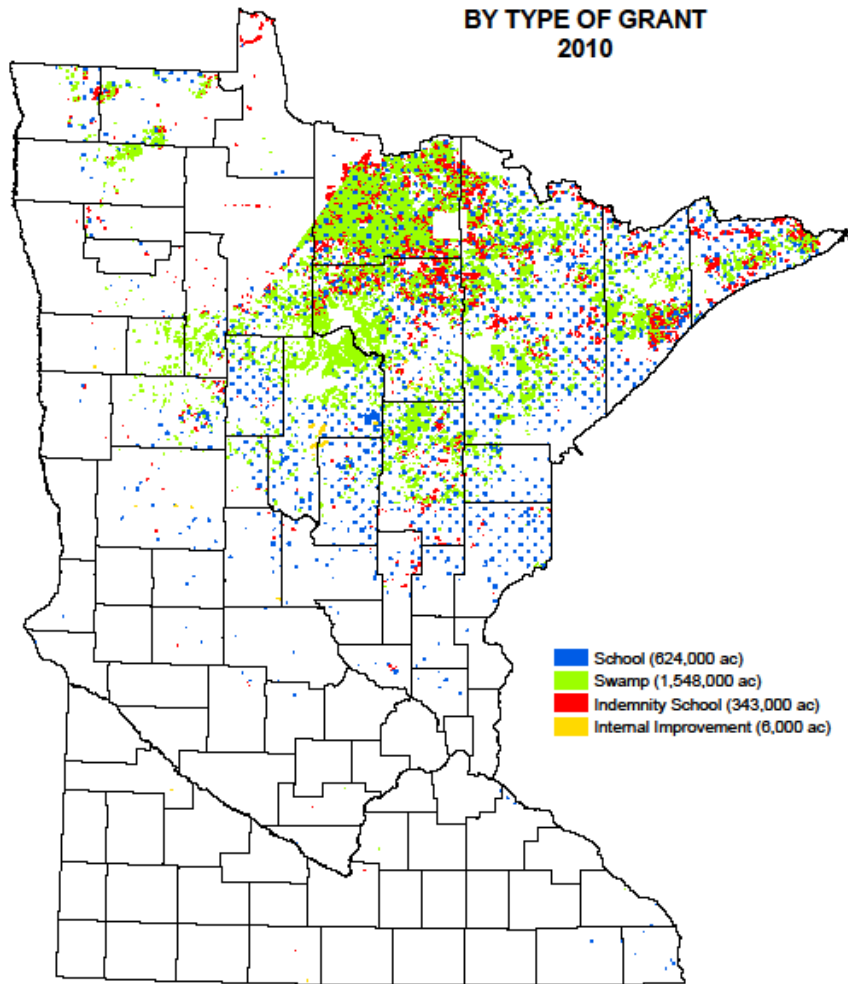 BY TYPE OF GRANT
2010
School (624,000 ac)
Swamp (1,548,000 ac)
Indemnity School (343,000 ac)
Internal Improvement (6,000 ac)